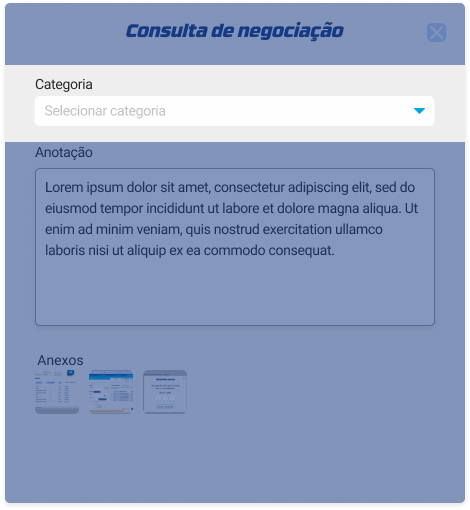 Consulta de negociação
Categoria
Selecionar categoria
Anotação
Lorem ipsum dolor sit amet, consectetur adipiscing elit, sed do
eiusmod tempor incididunt ut labore et dolore magna aliqua. Ut
enim ad minim veniam, quis nostrud exercitation ullamco
laboris nisi ut aliquip ex ea commodo consequat.
Anexos